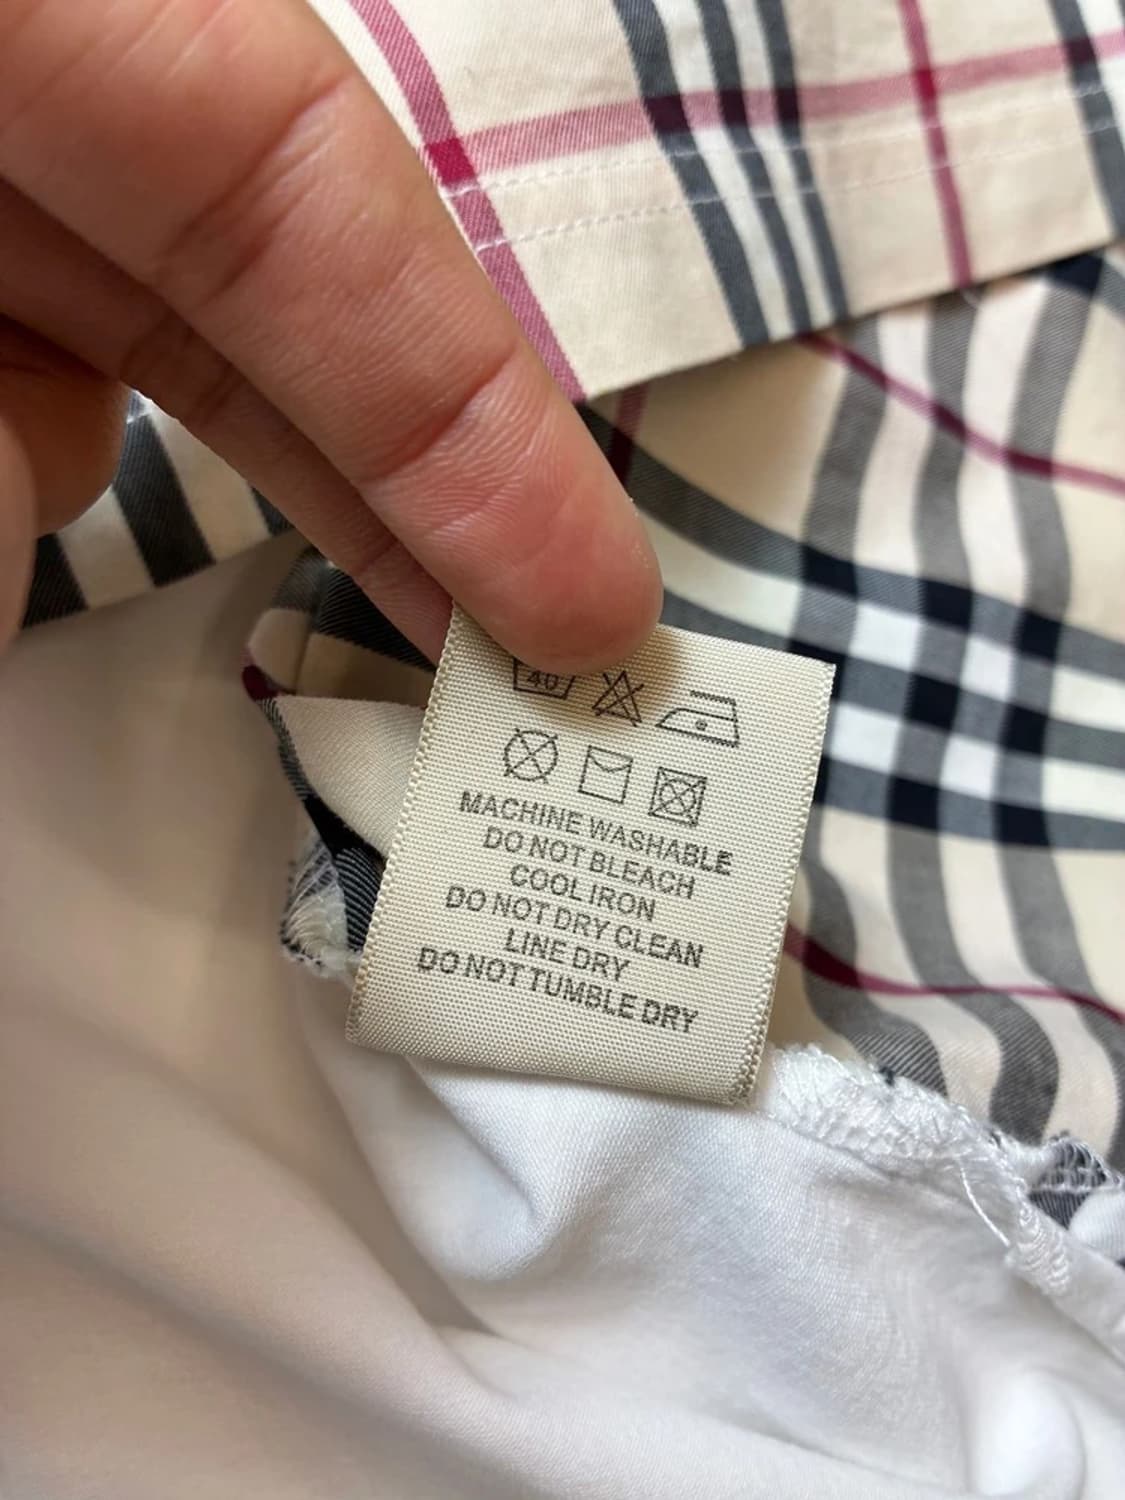 40
MACHINE WASHABLE
DO NOT BLEACH
COOL IRON
DO NOT DRY CLEAN
LINE DRY
DO NOT TUMBLE DRY